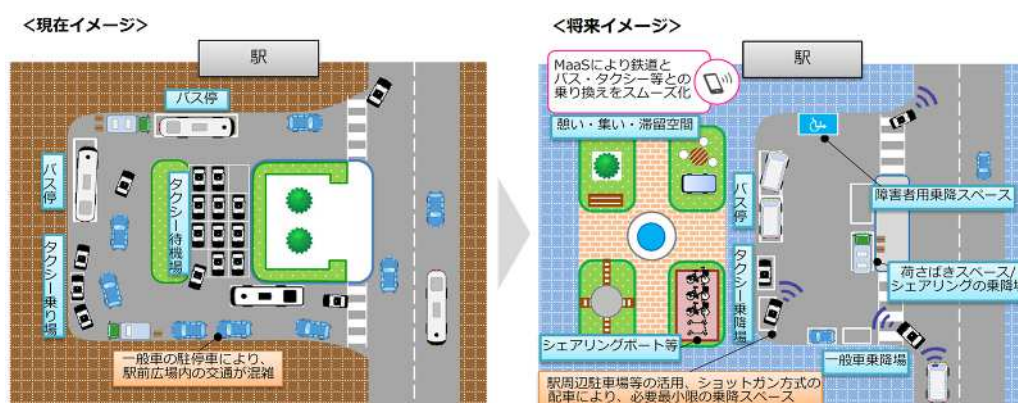 ＜現在イメージ＞
駅
バス停
バス停
タクシー待機場
タクシー乗り場
一般車の駐停車により、
駅前広場内の交通が混雑
＜将来イメージ＞
駅
MaaSにより鉄道と
バス・タクシー等との
乗り換えをスムーズ化
憩い・集い・滞留空間
バス停
障害者用乗降スペース
タクシー乗降場
荷さばきスペース/
シェアリングの乗降場
シェアリングポート等
一般車乗降場
駅周辺駐車場等の活用、ショットガン方式の
配車により、必要最小限の乗降スペース